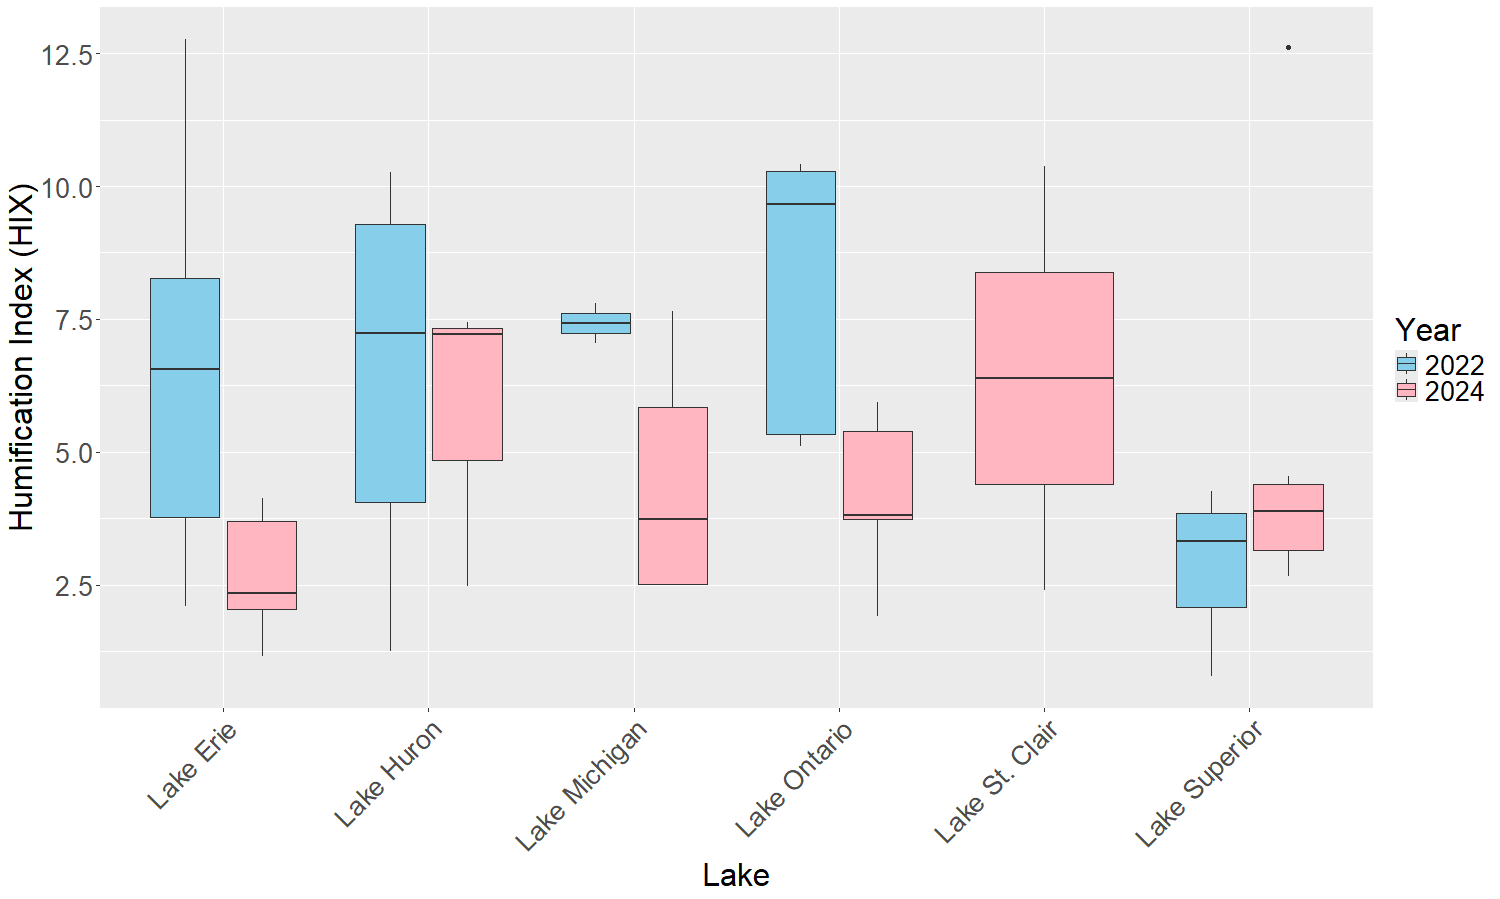 Humification Index (HIX)
12.5
10.0
7.5
5.0
2.5
Lake Erie
Lake Huron
Lake Michigan
Lake Ontario
Lake St. Clair
Lake Superior
Lake
Year
2022
2024